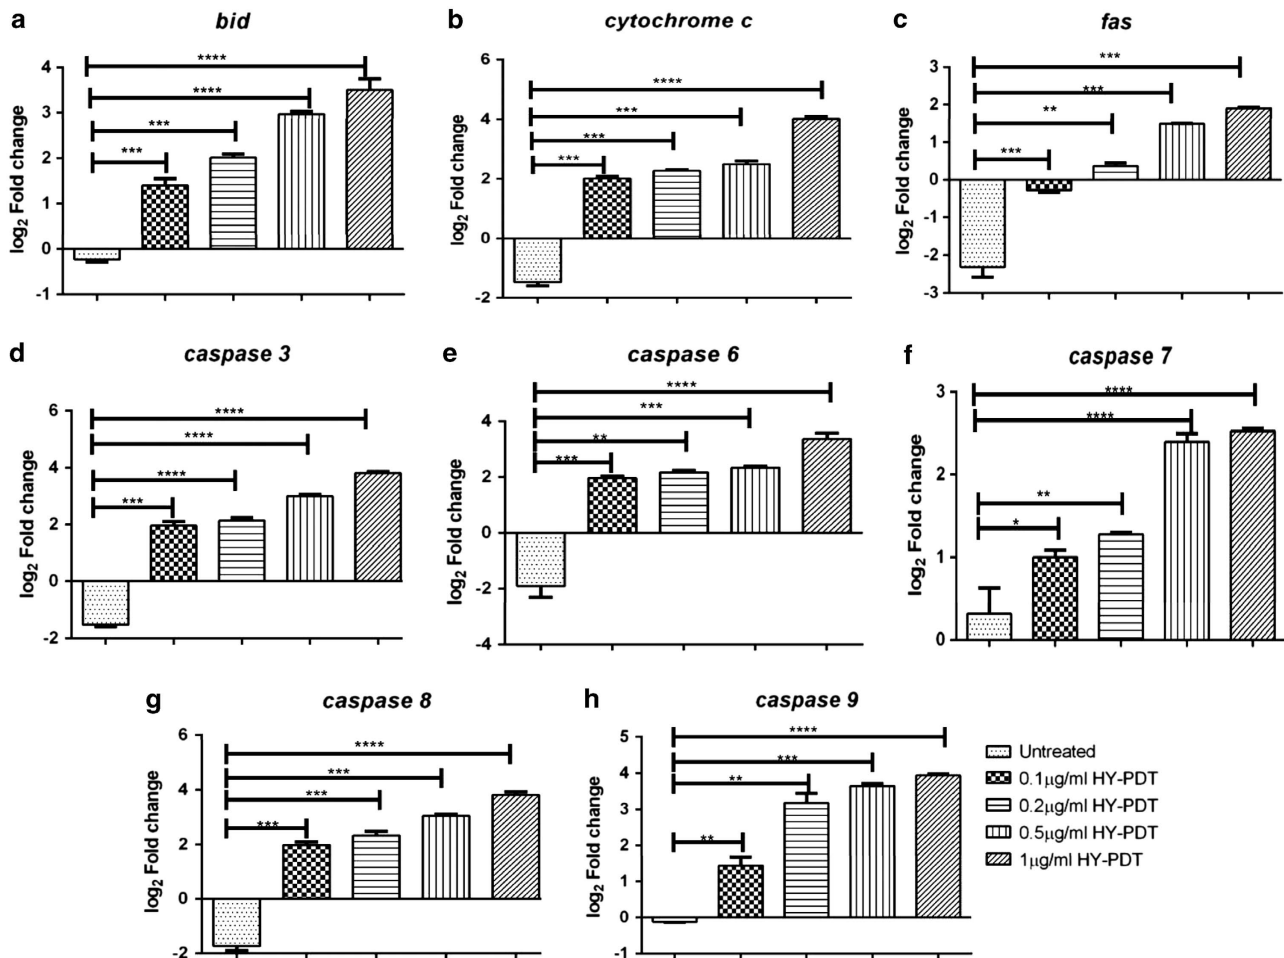 a
bid
log2 Fold change
4
3
2
1
0
-1
****
****
***
***
b
cytochrome c
log2 Fold change
6
4
2
0
-2
****
***
***
***
c
fas
log2 Fold change
3
2
1
0
-1
-2
-3
***
***
**
***
d
caspase 3
log2 Fold change
6
4
2
0
-2
****
****
****
***
e
caspase 6
log2 Fold change
4
2
0
-2
-4
****
***
**
***
f
caspase 7
log2 Fold change
3
2
1
0
****
****
**
*
g
caspase 8
log2 Fold change
6
4
2
0
-2
****
***
***
***
h
caspase 9
log2 Fold change
5
4
3
2
1
0
-1
****
***
**
**
Untreated
0.1µg/ml HY-PDT
0.2µg/ml HY-PDT
0.5µg/ml HY-PDT
1µg/ml HY-PDT